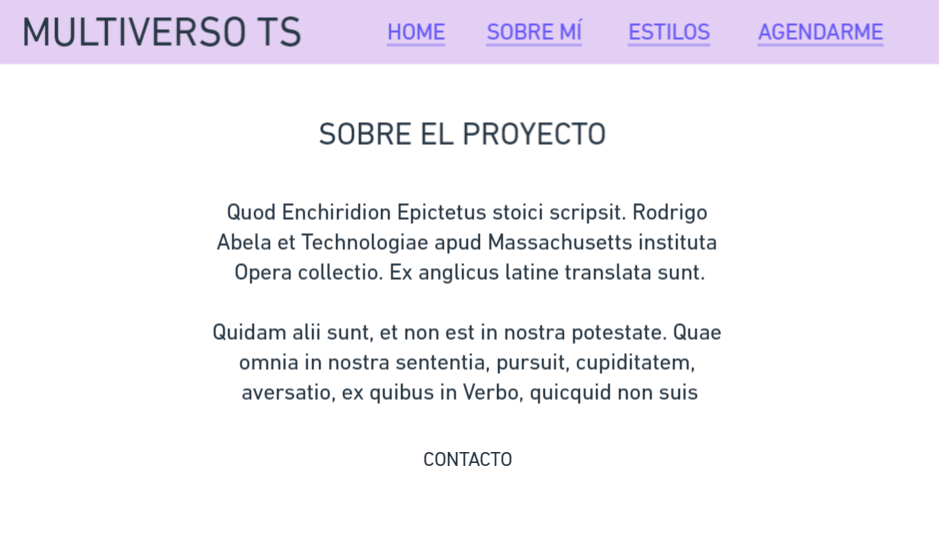 MULTIVERSO TS HOME SOBRE MÍ ESTILOS AGENDARME
SOBRE EL PROYECTO
Quod Enchiridion Epictetus stoici scripsit. Rodrigo
Abela et Technologiae apud Massachusetts instituta
Opera collectio. Ex anglicus latine translata sunt.
Quidam alii sunt, et non est in nostra potestate. Quae
omnia in nostra sententia, pursuit, cupiditatem,
aversatio, ex quibus in Verbo, quicquid non suis
CONTACTO